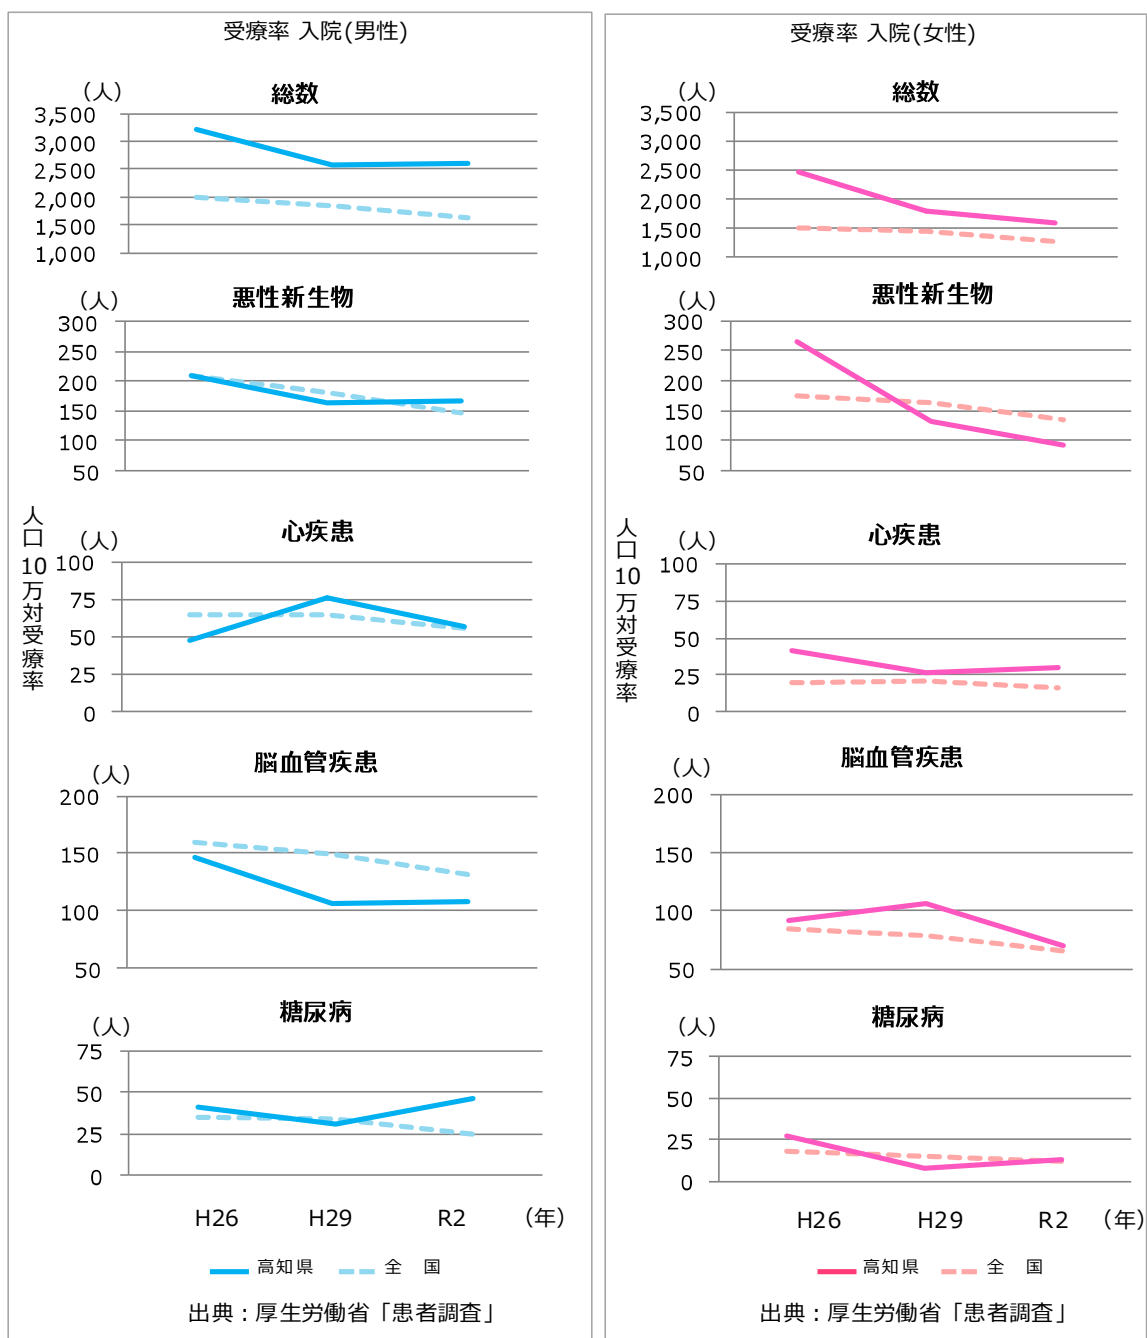 受療率 入院(男性)
(人)
総数
3,500
3,000
2,500
2,000
1,500
1,000
(人)
悪性新生物
300
250
200
150
100
50
人口10万対受療率
(人)
心疾患
100
75
50
25
0
(人)
脳血管疾患
200
150
100
50
(人)
糖尿病
75
50
25
0
H26 H29 R2 (年)
高知県 全 国
出典：厚生労働省「患者調査」
受療率 入院(女性)
(人)
総数
3,500
3,000
2,500
2,000
1,500
1,000
(人)
悪性新生物
300
250
200
150
100
50
人口10万対受療率
(人)
心疾患
100
75
50
25
0
(人)
脳血管疾患
200
150
100
50
(人)
糖尿病
75
50
25
0
H26 H29 R2 (年)
高知県 全 国
出典：厚生労働省「患者調査」